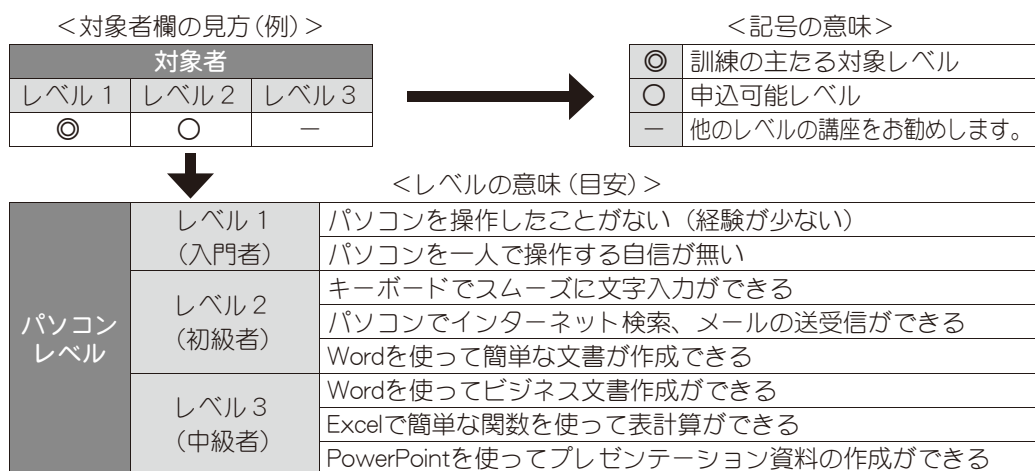 ＜対象者欄の見方（例）＞
対象者
レベル１ レベル２ レベル３
◎ ○ －
＜記号の意味＞
◎ 訓練の主たる対象レベル
○ 申込可能レベル
－ 他のレベルの講座をお勧めします。
＜レベルの意味（目安）＞
パソコン
レベル
レベル１
（入門者）
パソコンを操作したことがない（経験が少ない）
パソコンを一人で操作する自信が無い
レベル２
（初級者）
キーボードでスムーズに文字入力ができる
パソコンでインターネット検索、メールの送受信ができる
Wordを使って簡単な文書が作成できる
レベル３
（中級者）
Wordを使ってビジネス文書作成ができる
Excelで簡単な関数を使って表計算ができる
PowerPointを使ってプレゼンテーション資料の作成ができる